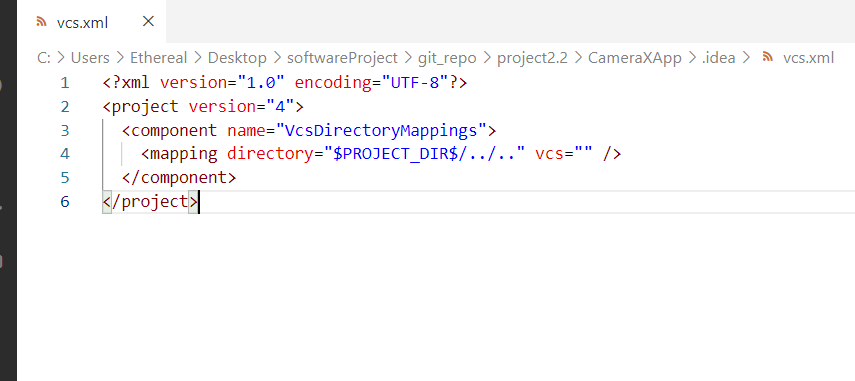 vcs.xml
C: > Users > Ethereal > Desktop > softwareProject > git_repo > project2.2 > CameraXApp > .idea > vcs.xml
1 <?xml version="1.0" encoding="UTF-8"?>
2 <project version="4">
3 <component name="VcsDirectoryMappings">
4 <mapping directory="$PROJECT_DIR$/../.." vcs="" />
5 </component>
6 </project>